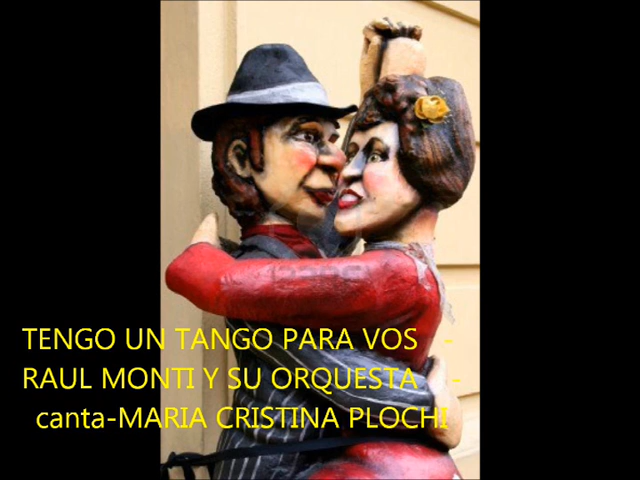 TENGO UN TANGO PARA VOS -
RAUL MONTI Y SU ORQUESTA -
canta-MARIA CRISTINA PLOCHI